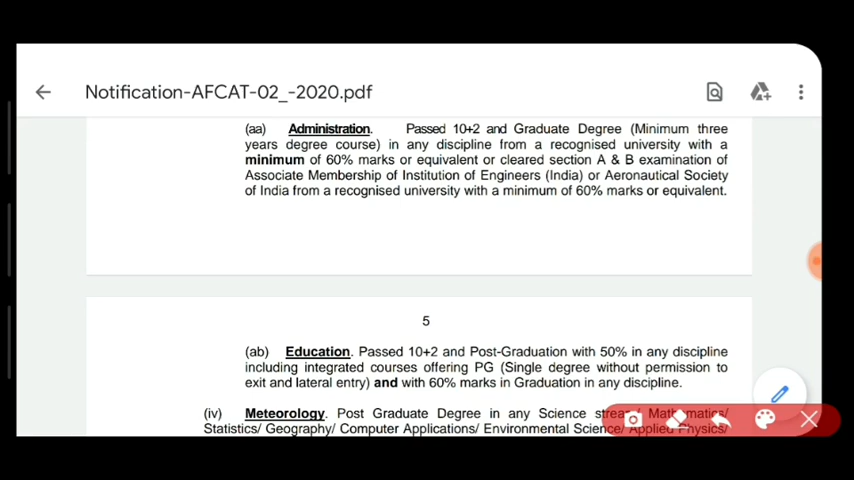 Notification-AFCAT-02_-2020.pdf
(aa) Administration. Passed 10+2 and Graduate Degree (Minimum three
years degree course) in any discipline from a recognised university with a
minimum of 60% marks or equivalent or cleared section A & B examination of
Associate Membership of Institution of Engineers (India) or Aeronautical Society
of India from a recognised university with a minimum of 60% marks or equivalent.
5
(ab) Education. Passed 10+2 and Post-Graduation with 50% in any discipline
including integrated courses offering PG (Single degree without permission to
exit and lateral entry) and with 60% marks in Graduation in any discipline.
(iv) Meteorology. Post Graduate Degree in any Science stream/ Mathematics/
Statistics/ Geography/ Computer Applications/ Environmental Science/ Applied Physics/